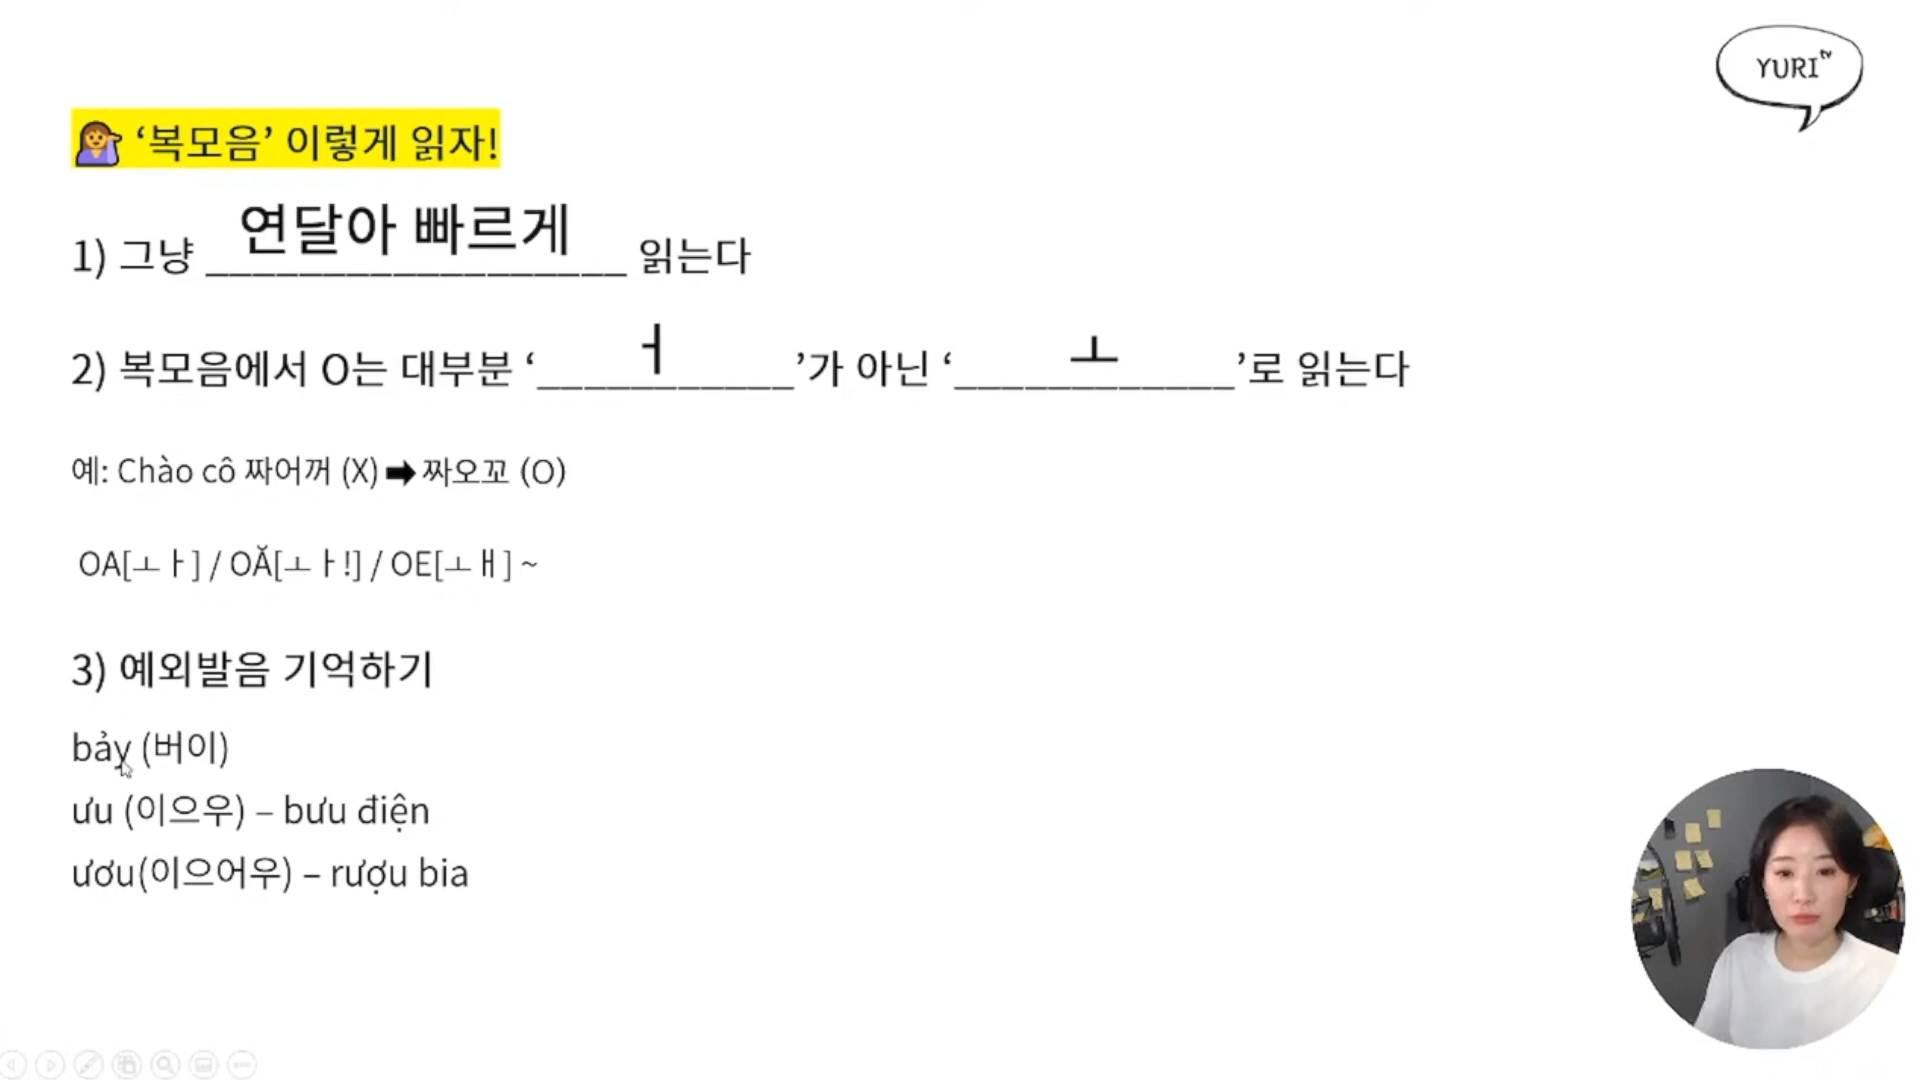 YURI tv
‘복모음’ 이렇게 읽자!
1) 그냥 연달아 빠르게 읽는다
2) 복모음에서 O는 대부분 ‘ㅓ’가 아닌 ‘ㅗ’로 읽는다
예: Chào cô 짜어꺼 (X) ➡ 짜오꼬 (O)
OA[ㅗㅏ] / OĂ[ㅗㅏ!] / OE[ㅗㅐ] ~
3) 예외발음 기억하기
bảy (버이)
ưu (이으우) – bưu điện
ươu(이으어우) – rượu bia